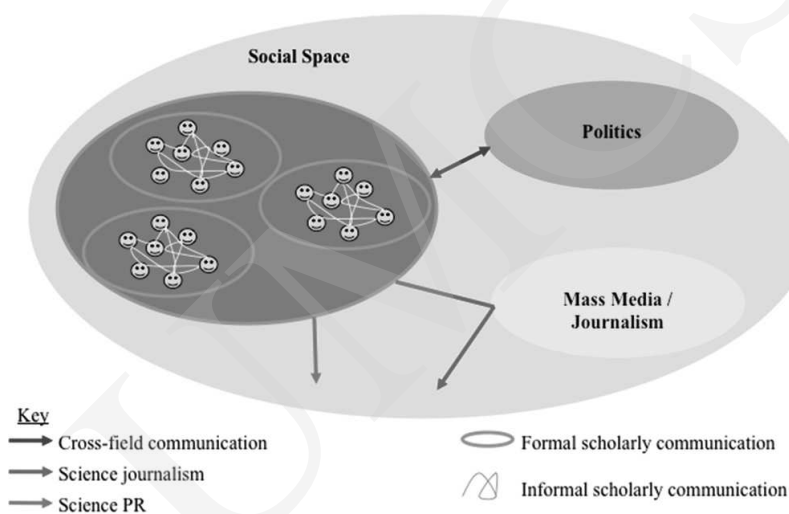 Social Space
Politics
Mass Media /
Journalism
Key
Cross-field communication
Science journalism
Science PR
Formal scholarly communication
Informal scholarly communication
UMCS